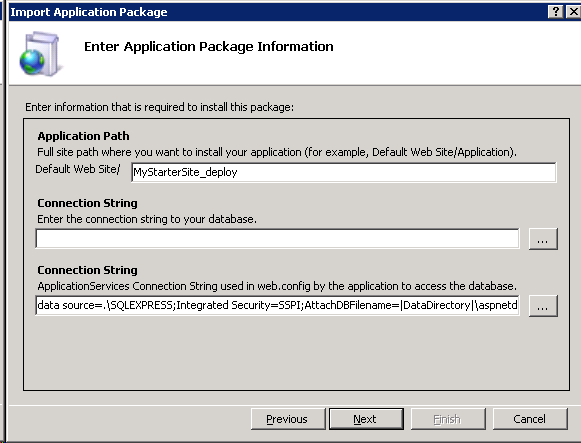 Import Application Package
Enter Application Package Information
Enter information that is required to install this package:
Application Path
Full site path where you want to install your application (for example, Default Web Site/Application).
Default Web Site/ MyStarterSite_deploy
Connection String
Enter the connection string to your database.
...
Connection String
ApplicationServices Connection String used in web.config by the application to access the database.
data source=.\SQLEXPRESS;Integrated Security=SSPI;AttachDBFilename=|DataDirectory|\aspnetd ...
Previous Next Finish Cancel